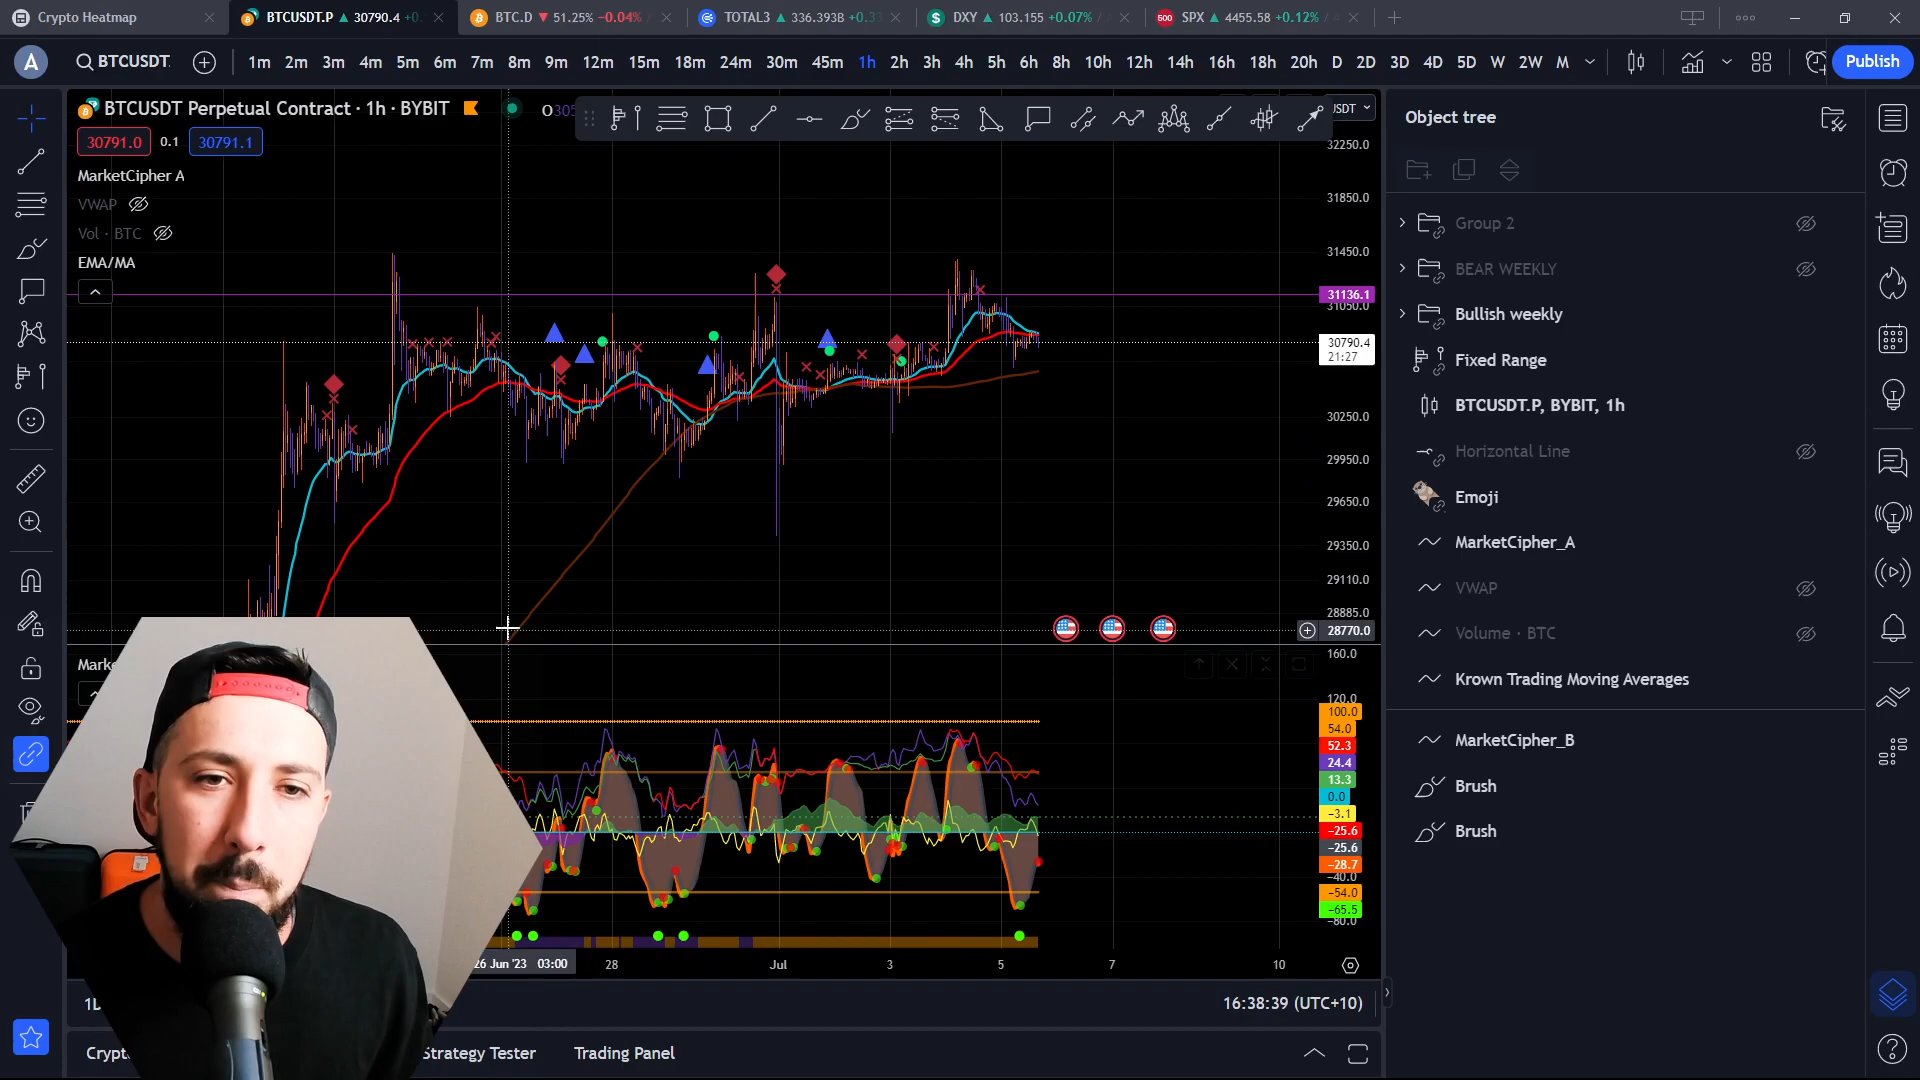 Crypto Heatmap
BTCUSDT.P ▲ 30790.4 +0.
BTC.D ▼ 51.25% −0.04%
TOTAL3 ▲ 336.393B +0.33
DXY ▲ 103.155 +0.07%
500 SPX ▲ 4455.58 +0.12%
A
BTCUSDT.
1m 2m 3m 4m 5m 6m 7m 8m 9m 12m 15m 18m 24m 30m 45m 1h 2h 3h 4h 5h 6h 8h 10h 12h 14h 16h 18h 20h D 2D 3D 4D 5D W 2W M
Publish
BTCUSDT Perpetual Contract · 1h · BYBIT
30791.0 0.1 30791.1
MarketCipher A
VWAP
Vol · BTC
EMA/MA
32250.0
31850.0
31450.0
31136.1
31050.0
30790.4
21:27
30250.0
29950.0
29650.0
29350.0
29110.0
28885.0
28770.0
160.0
120.0
100.0
54.0
52.3
24.4
13.3
0.0
−3.1
−25.6
−25.6
−28.7
−40.0
−54.0
−65.5
−80.0
26 Jun '23 03:00
28
Jul
3
5
7
10
16:38:39 (UTC+10)
Strategy Tester
Trading Panel
Object tree
Group 2
BEAR WEEKLY
Bullish weekly
Fixed Range
BTCUSDT.P, BYBIT, 1h
Horizontal Line
Emoji
MarketCipher_A
VWAP
Volume · BTC
Krown Trading Moving Averages
MarketCipher_B
Brush
Brush